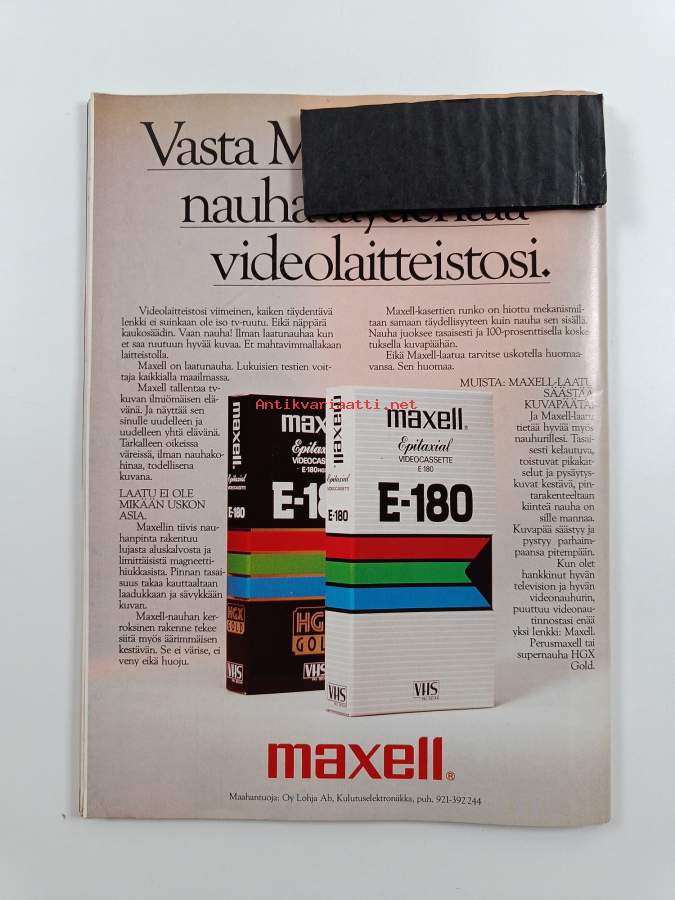 Vasta
nauha
videolaitteistosi.
Videolaitteistosi viimeinen, kaiken täydentävä
lenkki ei suinkaan ole iso tv-ruutu. Eikä näppärä
kaukosäädin. Vaan nauha! Ilman laatunauhaa kun
et saa ruutuun hyvää kuvaa. Et mahtavimmallakaan
laitteistolla.
Maxell on laatunauha. Lukuisien testien voit-
taja kaikkialla maailmassa.
Maxell tallentaa tv-
kuvan ilmiömäisen elä-
vänä. Ja näyttää sen
sinulle uudelleen ja
uudelleen yhtä elävänä.
Tarkalleen oikeissa
väreissä, ilman nauhako-
hinaa, todellisena
kuvana.
LAATU EI OLE
MIKÄÄN USKON
ASIA.
Maxellin tiivis nau-
hanpinta rakentuu
lujasta aluskalvosta ja
limittäisistä magneetti-
hiukkasista. Pinnan tasai-
suus takaa kauttaaltaan
laadukkaan ja sävykkään
kuvan.
Maxell-nauhan ker-
roksinen rakenne tekee
siitä myös äärimmäisen
kestävän. Se ei värise, ei
veny eikä huoju.
Maxell-kasettien runko on hiottu mekanismil-
taan samaan täydellisyyteen kuin nauha sen sisällä.
Nauha juoksee tasaisesti ja 100-prosenttisella koske-
tuksella kuvapäähän.
Eikä Maxell-laatua tarvitse uskotella huomaa-
vansa. Sen huomaa.
MUISTA: MAXELL-LAATU
SÄÄSTÄÄ
KUVAPÄÄTÄ.
Ja Maxell-laatu
tietää hyvää myös
nauhurillesi. Tasai-
sesti kelautuva,
toistuvat pikakat-
selut ja pysäytys-
kuvat kestävä, pin-
tarakenteeltaan
kiinteä nauha on
sille mannaa.
Kuvapää säästyy ja
pystyy parhaim-
paansa pitempään.
Kun olet
hankkinut hyvän
television ja hyvän
videonauhurin,
puuttuu videonau-
tinnostasi enää
yksi lenkki: Maxell.
Perusmaxell tai
supernauha HGX
Gold.
Antikvariaatti.net
maxell.
Epitaxial
VIDEOCASSETTE
E-180
HGX
GOLD
HGX
GOLD
VHS
VHS
maxell.
Epitaxial
VIDEOCASSETTE
E-180
VHS
maxell.
Epitaxial
VIDEOCASSETTE
E 180
E-180
VHS
maxell®
Maahantuoja: Oy Lohja Ab, Kulutuselektroniikka, puh. 921-392 244